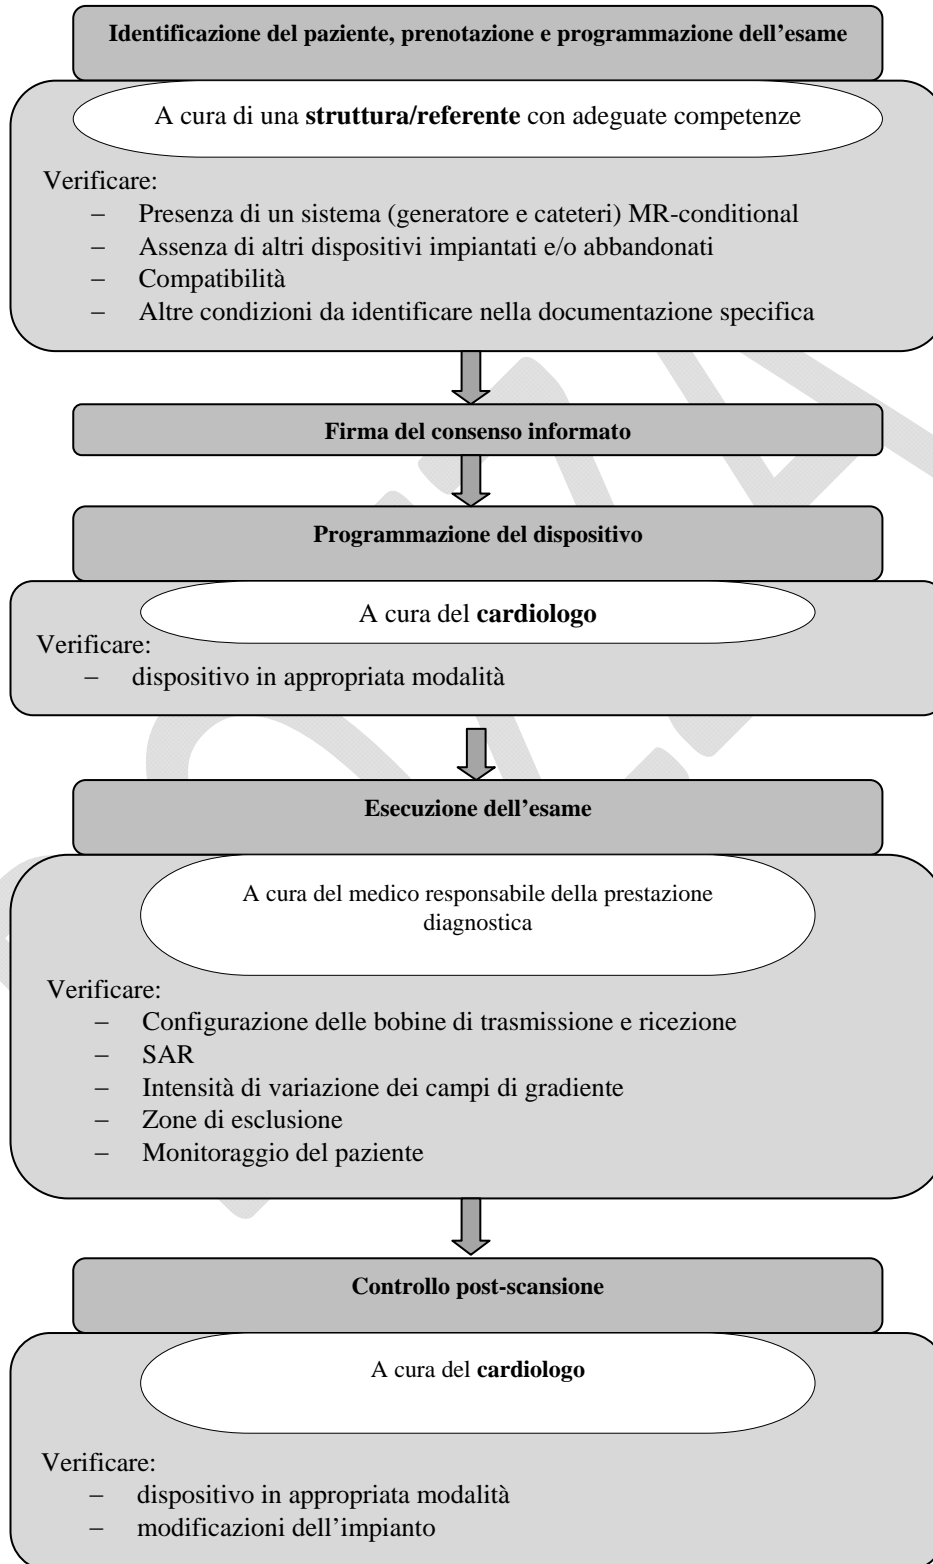 Identificazione del paziente, prenotazione e programmazione dell’esame
A cura di una struttura/referente con adeguate competenze
Verificare:
– Presenza di un sistema (generatore e cateteri) MR-conditional
– Assenza di altri dispositivi impiantati e/o abbandonati
– Compatibilità
– Altre condizioni da identificare nella documentazione specifica
Firma del consenso informato
Programmazione del dispositivo
A cura del cardiologo
Verificare:
– dispositivo in appropriata modalità
Esecuzione dell’esame
A cura del medico responsabile della prestazione
diagnostica
Verificare:
– Configurazione delle bobine di trasmissione e ricezione
– SAR
– Intensità di variazione dei campi di gradiente
– Zone di esclusione
– Monitoraggio del paziente
Controllo post-scansione
A cura del cardiologo
Verificare:
– dispositivo in appropriata modalità
– modificazioni dell’impianto